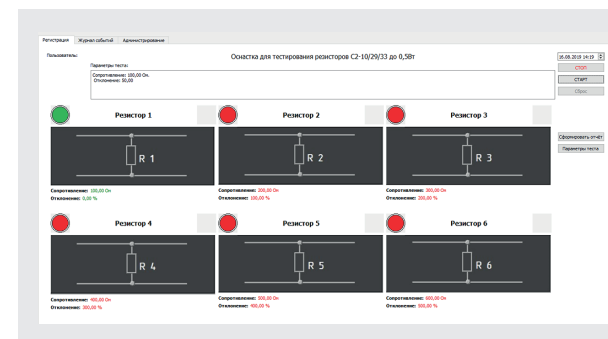 Регистрация Журнал событий Администрирование
Пользователь:
Оснастка для тестирования резисторов С2-10/29/33 до 0,5Вт
16.08.2019 14:19
Параметры теста:
СТОП
Сопротивление: 100,00 Ом.
Отклонение: 50,00
СТАРТ
Сброс
Резистор 1 Резистор 2 Резистор 3
Сформировать отчёт
Параметры теста
R 1 R 2 R 3
Сопротивление: 100,00 Ом Сопротивление: 200,00 Ом Сопротивление: 300,00 Ом
Отклонение: 0,00 % Отклонение: 100,00 % Отклонение: 200,00 %
Резистор 4 Резистор 5 Резистор 6
R 4 R 5 R 6
Сопротивление: 400,00 Ом Сопротивление: 500,00 Ом Сопротивление: 600,00 Ом
Отклонение: 300,00 % Отклонение: 400,00 % Отклонение: 500,00 %